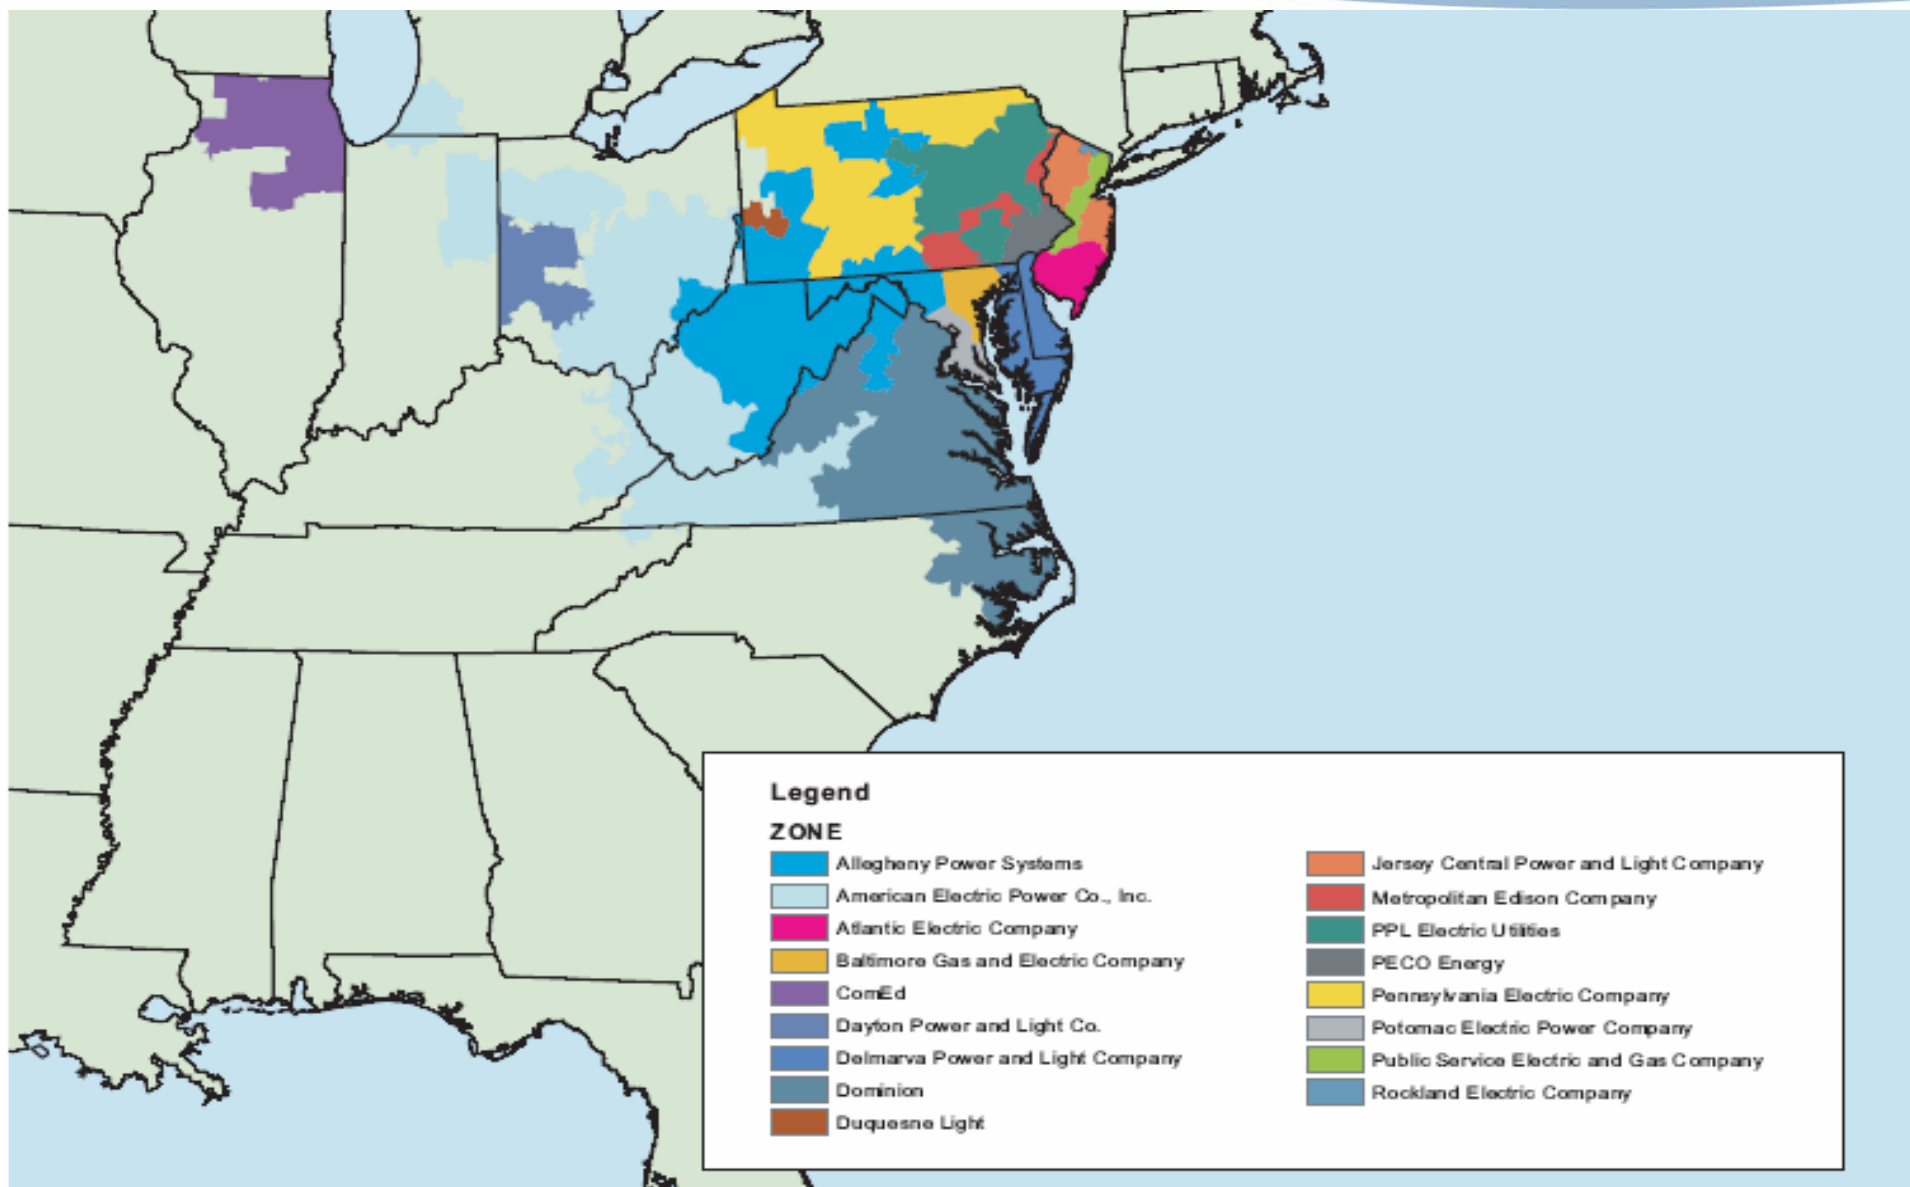 Legend
ZONE
Allegheny Power Systems
American Electric Power Co., Inc.
Atlantic Electric Company
Baltimore Gas and Electric Company
ComEd
Dayton Power and Light Co.
Delmarva Power and Light Company
Dominion
Duquesne Light
Jersey Central Power and Light Company
Metropolitan Edison Company
PPL Electric Utilities
PECO Energy
Pennsylvania Electric Company
Potomac Electric Power Company
Public Service Electric and Gas Company
Rockland Electric Company